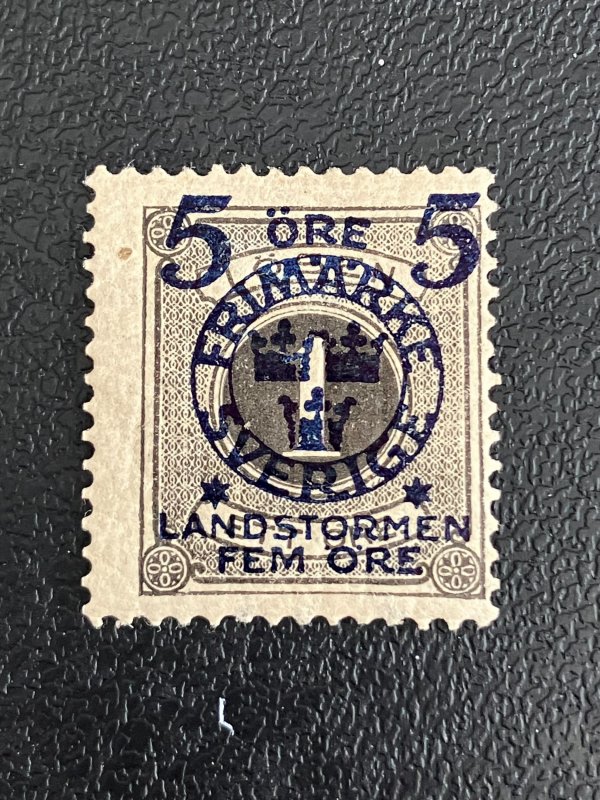 5 ÖRE 5
FRIMÄRKE
1
SVERIGE
LANDSTORMEN
FEM ÖRE